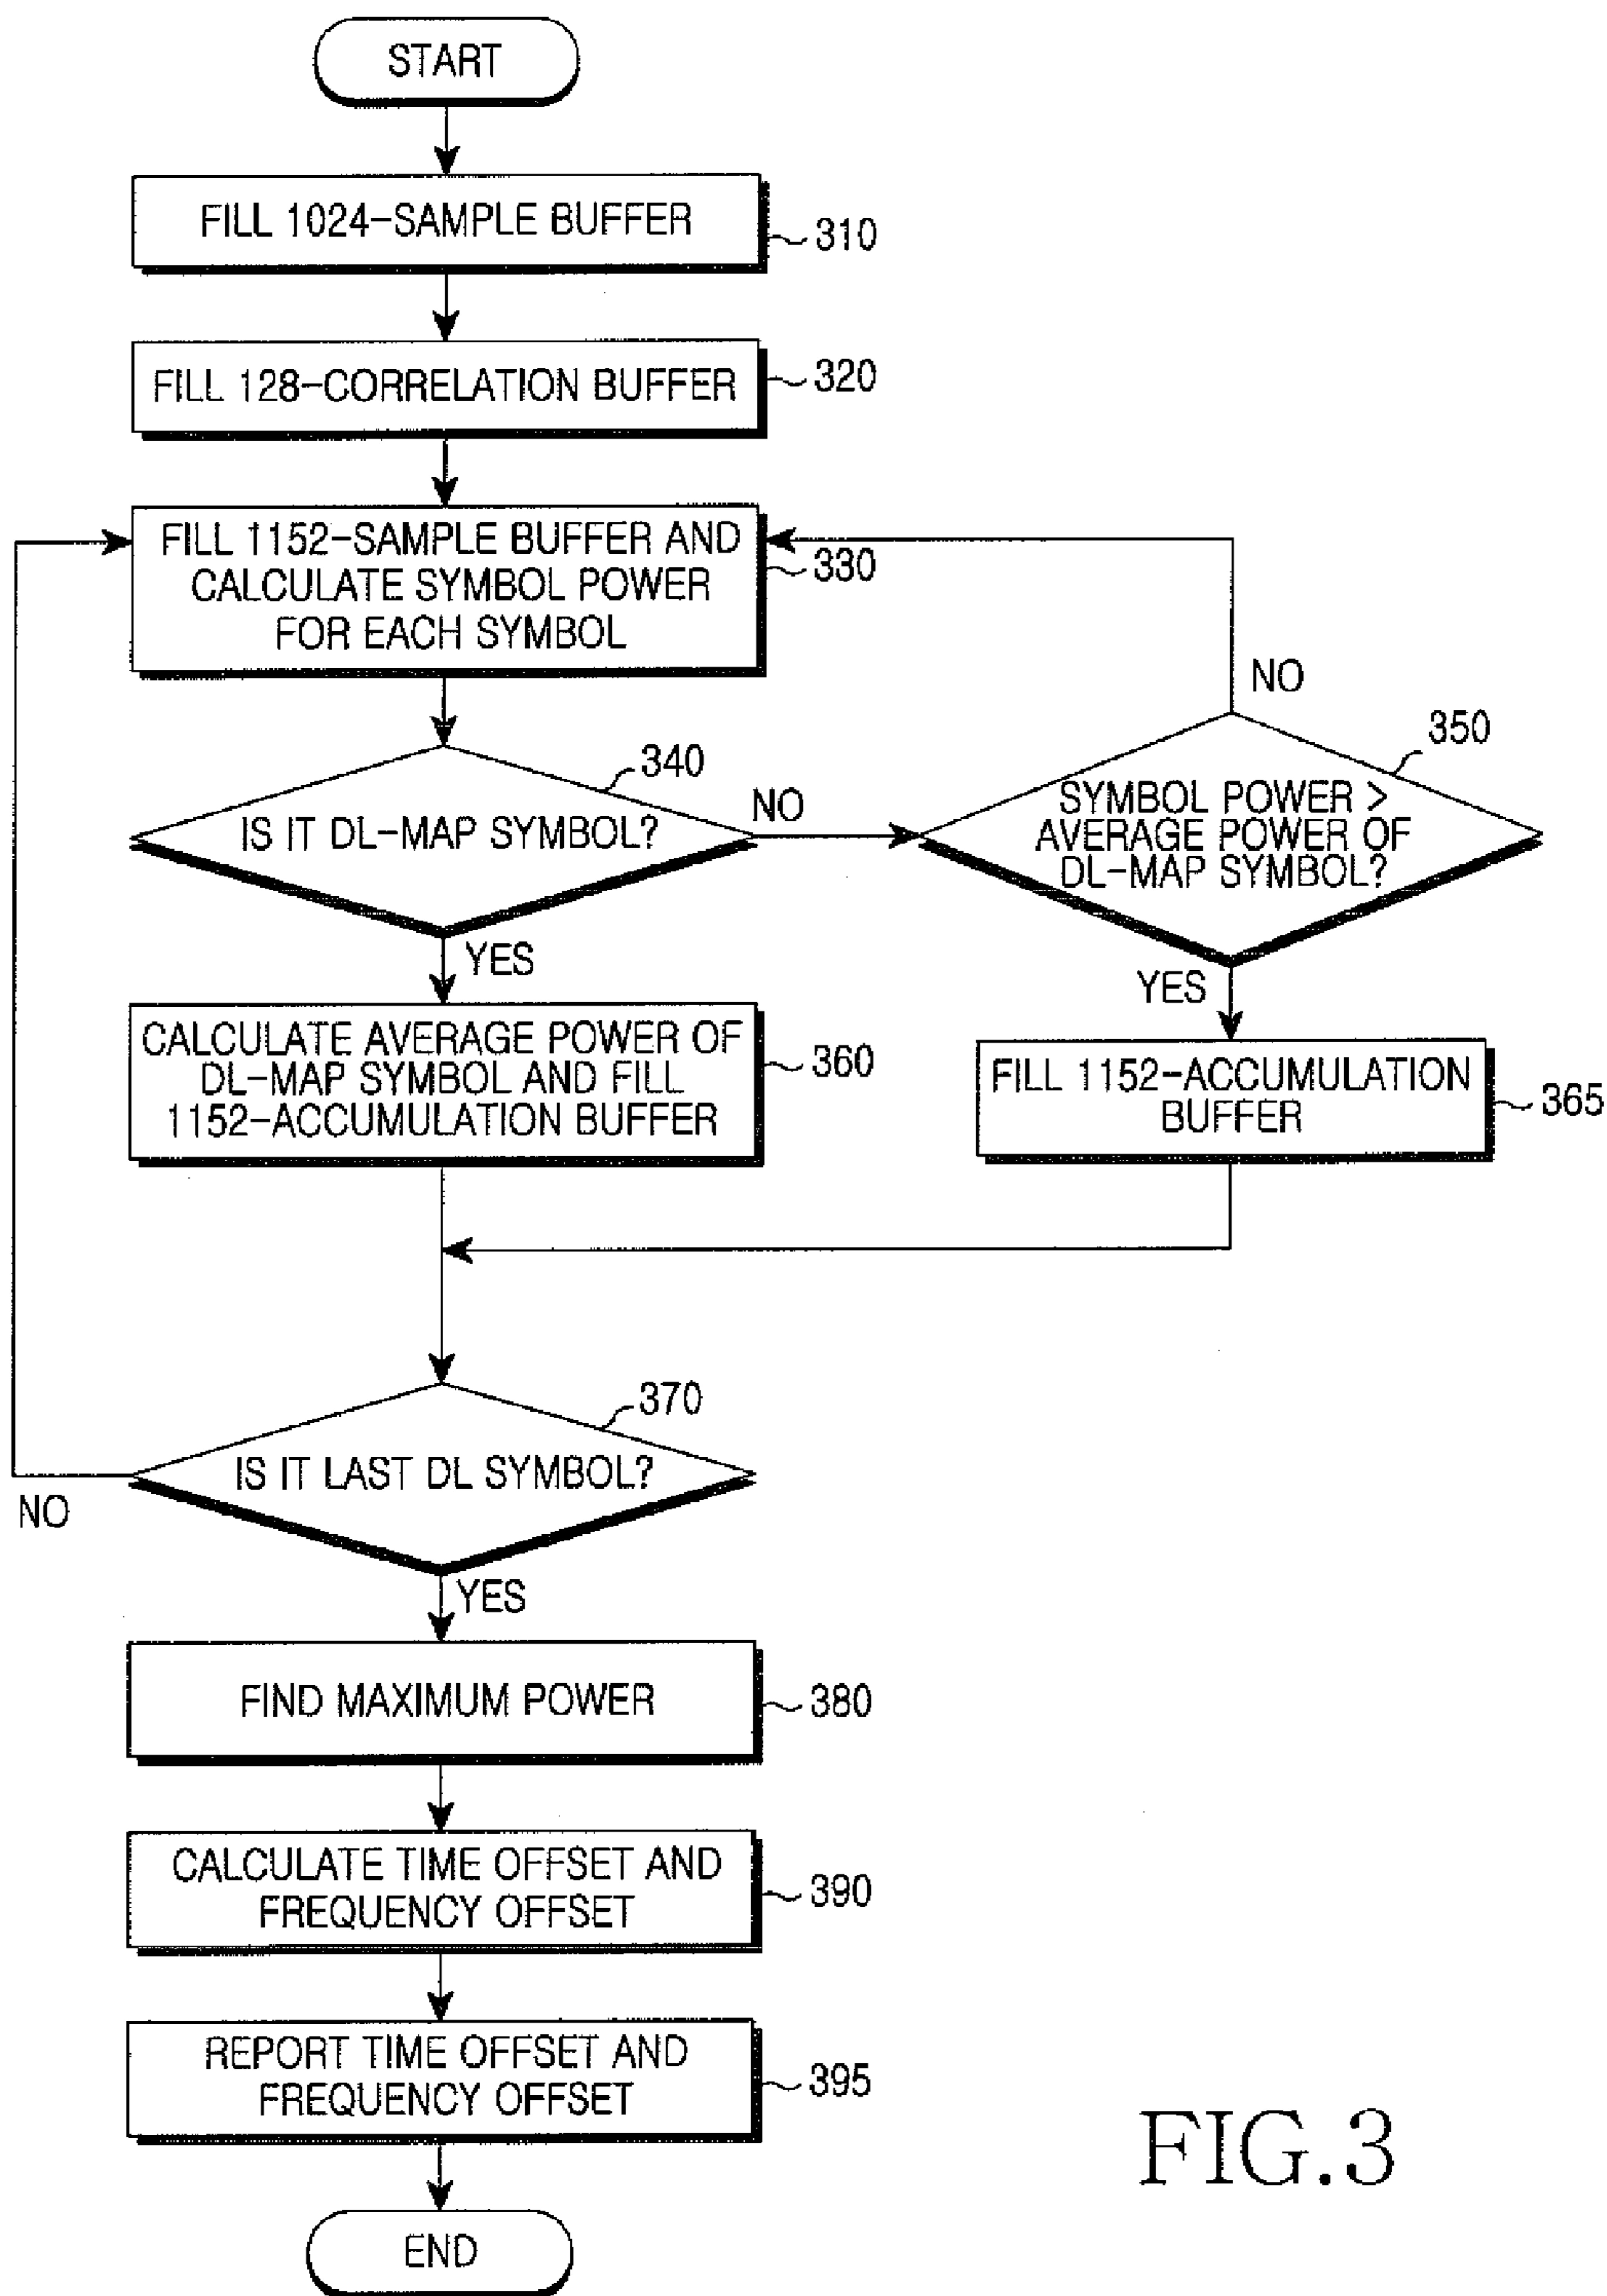 START
FILL 1024-SAMPLE BUFFER
310
FILL 128-CORRELATION BUFFER
320
FILL 1152-SAMPLE BUFFER AND
CALCULATE SYMBOL POWER
FOR EACH SYMBOL
330
NO
340
IS IT DL-MAP SYMBOL?
NO
350
SYMBOL POWER >
AVERAGE POWER OF
DL-MAP SYMBOL?
YES
YES
CALCULATE AVERAGE POWER OF
DL-MAP SYMBOL AND FILL
1152-ACCUMULATION BUFFER
360
FILL 1152-ACCUMULATION
BUFFER
365
370
IS IT LAST DL SYMBOL?
NO
YES
FIND MAXIMUM POWER
380
CALCULATE TIME OFFSET AND
FREQUENCY OFFSET
390
REPORT TIME OFFSET AND
FREQUENCY OFFSET
395
END
FIG.3